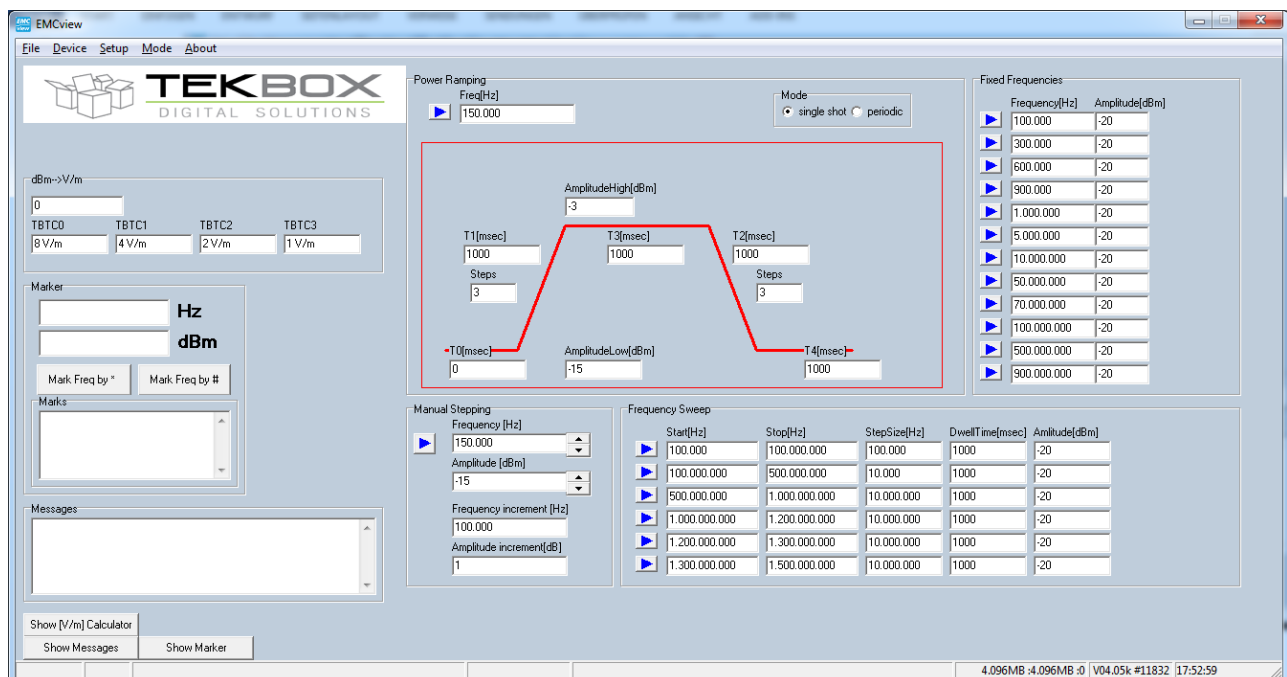 EMCview
File Device Setup Mode About
TEKBOX
DIGITAL SOLUTIONS
dBm-->V/m
0
TBTC0 TBTC1 TBTC2 TBTC3
8 V/m 4 V/m 2 V/m 1 V/m
Marker
Hz
dBm
Mark Freq by * Mark Freq by #
Marks
Messages
Show [V/m] Calculator
Show Messages Show Marker
Power Ramping
Freq[Hz]
150.000
Mode
single shot periodic
AmplitudeHigh[dBm]
-3
T1[msec] T3[msec] T2[msec]
1000 1000 1000
Steps Steps
3 3
T0[msec] AmplitudeLow[dBm] T4[msec]
0 -15 1000
Fixed Frequencies
Frequency[Hz] Amplitude[dBm]
100.000 -20
300.000 -20
600.000 -20
900.000 -20
1.000.000 -20
5.000.000 -20
10.000.000 -20
50.000.000 -20
70.000.000 -20
100.000.000 -20
500.000.000 -20
900.000.000 -20
Manual Stepping
Frequency [Hz]
150.000
Amplitude [dBm]
-15
Frequency increment [Hz]
100.000
Amplitude increment[dB]
1
Frequency Sweep
Start[Hz] Stop[Hz] StepSize[Hz] DwellTime[msec] Amlitude[dBm]
100.000 100.000.000 100.000 1000 -20
100.000.000 500.000.000 10.000 1000 -20
500.000.000 1.000.000.000 10.000.000 1000 -20
1.000.000.000 1.200.000.000 10.000.000 1000 -20
1.200.000.000 1.300.000.000 10.000.000 1000 -20
1.300.000.000 1.500.000.000 10.000.000 1000 -20
4.096MB :4.096MB :0 V04.05k #11832 17:52:59